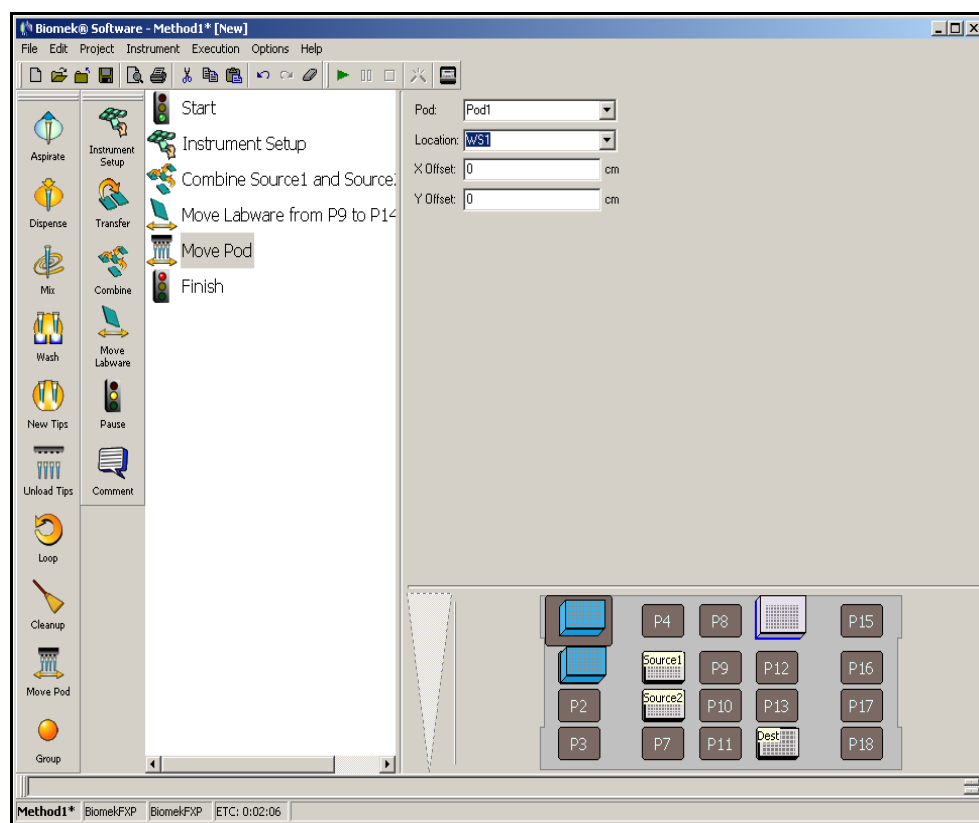 Biomek® Software - Method1* [New]
File Edit Project Instrument Execution Options Help
Aspirate
Dispense
Mix
Wash
New Tips
Unload Tips
Loop
Cleanup
Move Pod
Group
Instrument
Setup
Transfer
Combine
Move
Labware
Pause
Comment
Start
Instrument Setup
Combine Source1 and Source
Move Labware from P9 to P14
Move Pod
Finish
Pod: Pod1
Location: WS1
X Offset: 0 cm
Y Offset: 0 cm
P4 P8 P15
Source1 P9 P12 P16
P2 Source2 P10 P13 P17
P3 P7 P11 Dest P18
Method1* BiomekFXP BiomekFXP ETC: 0:02:06